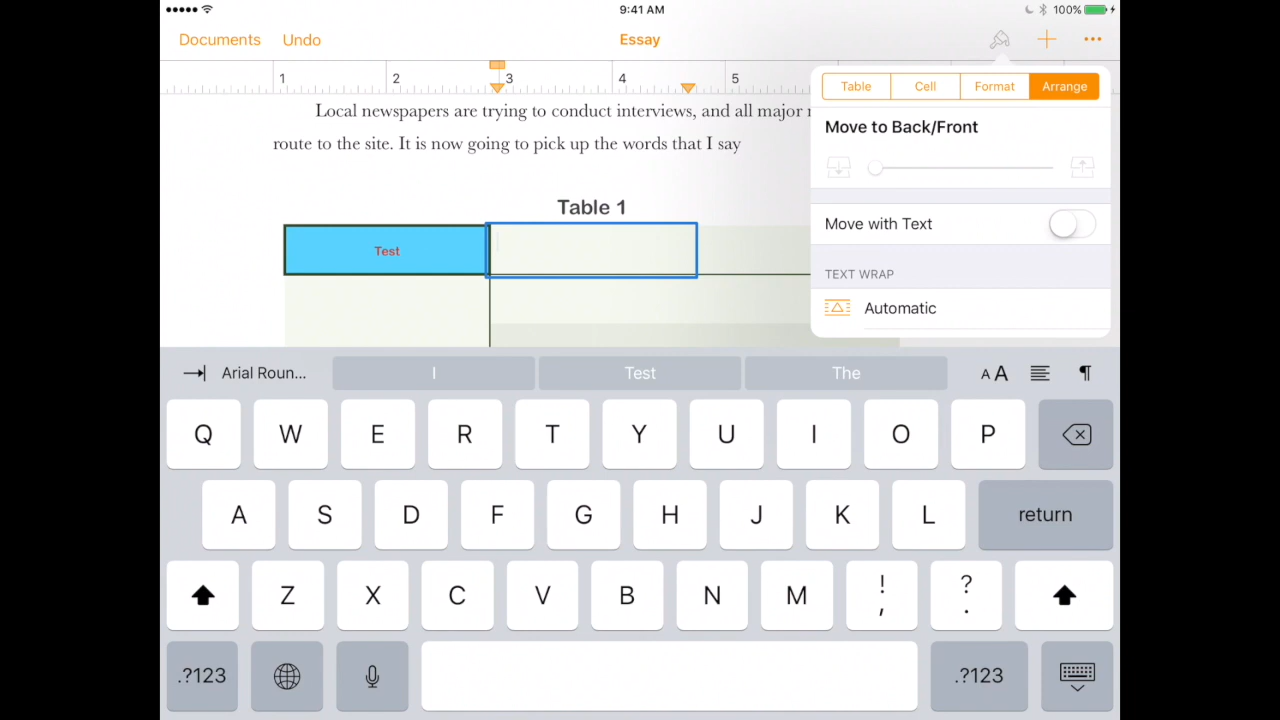 9:41 AM
100%
Documents Undo Essay
1 2 3 4 5
Table Cell Format Arrange
Local newspapers are trying to conduct interviews, and all major
route to the site. It is now going to pick up the words that I say
Move to Back/Front
Table 1
Test
Move with Text
TEXT WRAP
Automatic
Arial Roun... I Test The AA ¶
Q W E R T Y U I O P
A S D F G H J K L return
Z X C V B N M ! , ? .
.?123 .?123